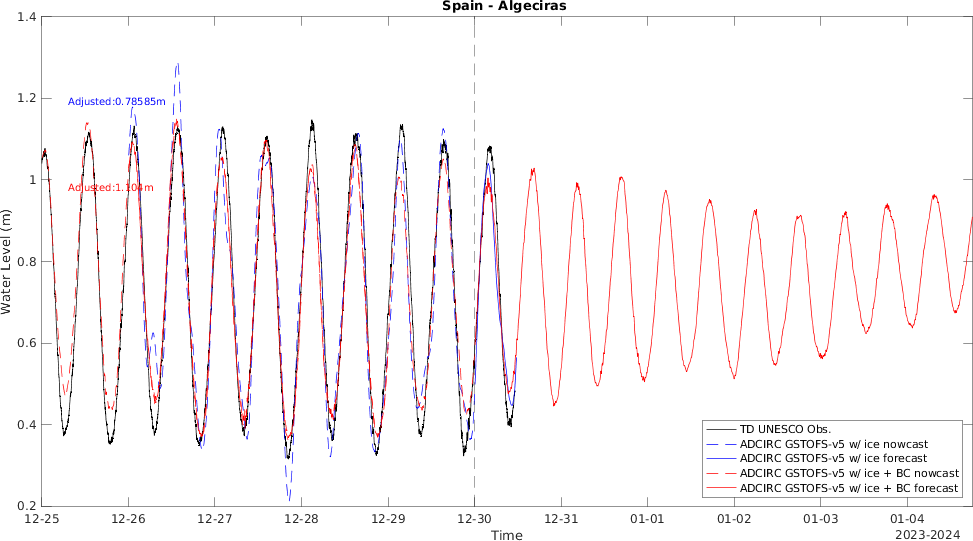 Spain - Algeciras
1.4
1.2
1
0.8
0.6
0.4
0.2
Water Level (m)
Adjusted:0.78585m
Adjusted:1.104m
TD UNESCO Obs.
ADCIRC GSTOFS-v5 w/ ice nowcast
ADCIRC GSTOFS-v5 w/ ice forecast
ADCIRC GSTOFS-v5 w/ ice + BC nowcast
ADCIRC GSTOFS-v5 w/ ice + BC forecast
12-25 12-26 12-27 12-28 12-29 12-30 12-31 01-01 01-02 01-03 01-04
Time
2023-2024